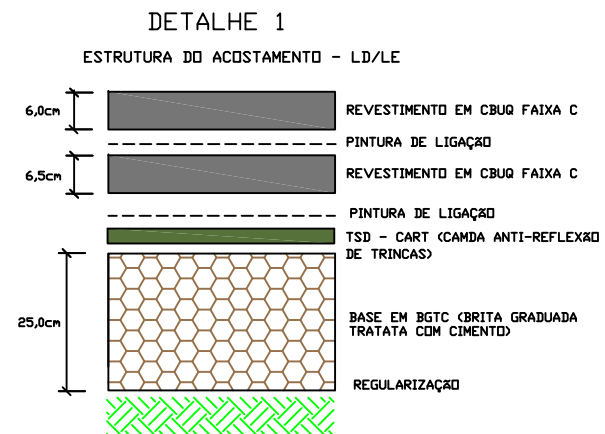 DETALHE 1
ESTRUTURA DO ACOSTAMENTO - LD/LE
6,0cm
REVESTIMENTO EM CBUQ FAIXA C
PINTURA DE LIGAÇÃO
6,5cm
REVESTIMENTO EM CBUQ FAIXA C
PINTURA DE LIGAÇÃO
TSD - CART (CAMDA ANTI-REFLEXÃO
DE TRINCAS)
25,0cm
BASE EM BGTC (BRITA GRADUADA
TRATATA COM CIMENTO)
REGULARIZAÇÃO